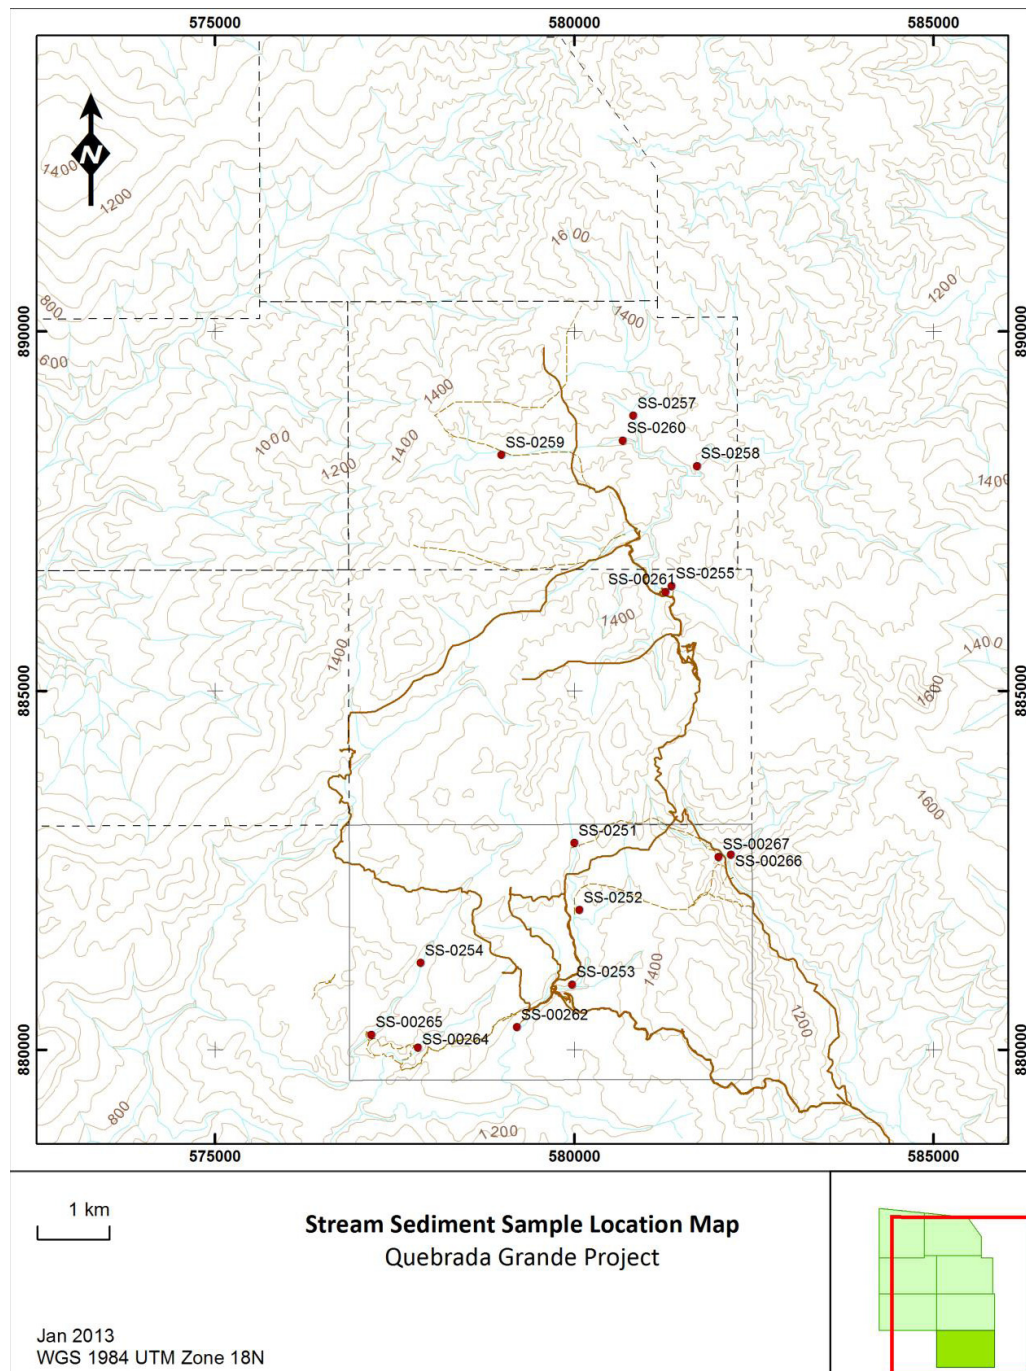 575000 580000 585000
N
1400
1200
1600
800
1200
1400
890000 890000
600
1400
SS-0257
1000
1400
SS-0260
SS-0259
1200
SS-0258
1400
SS-0255
SS-00261
1400
1400
1400
885000 885000
1600
1600
SS-0251
SS-00267
SS-00266
SS-0252
SS-0254
1400
SS-0253
SS-00262
1200
SS-00265
SS-00264
880000 880000
800
1200
575000 580000 585000
1 km
Stream Sediment Sample Location Map
Quebrada Grande Project
Jan 2013
WGS 1984 UTM Zone 18N